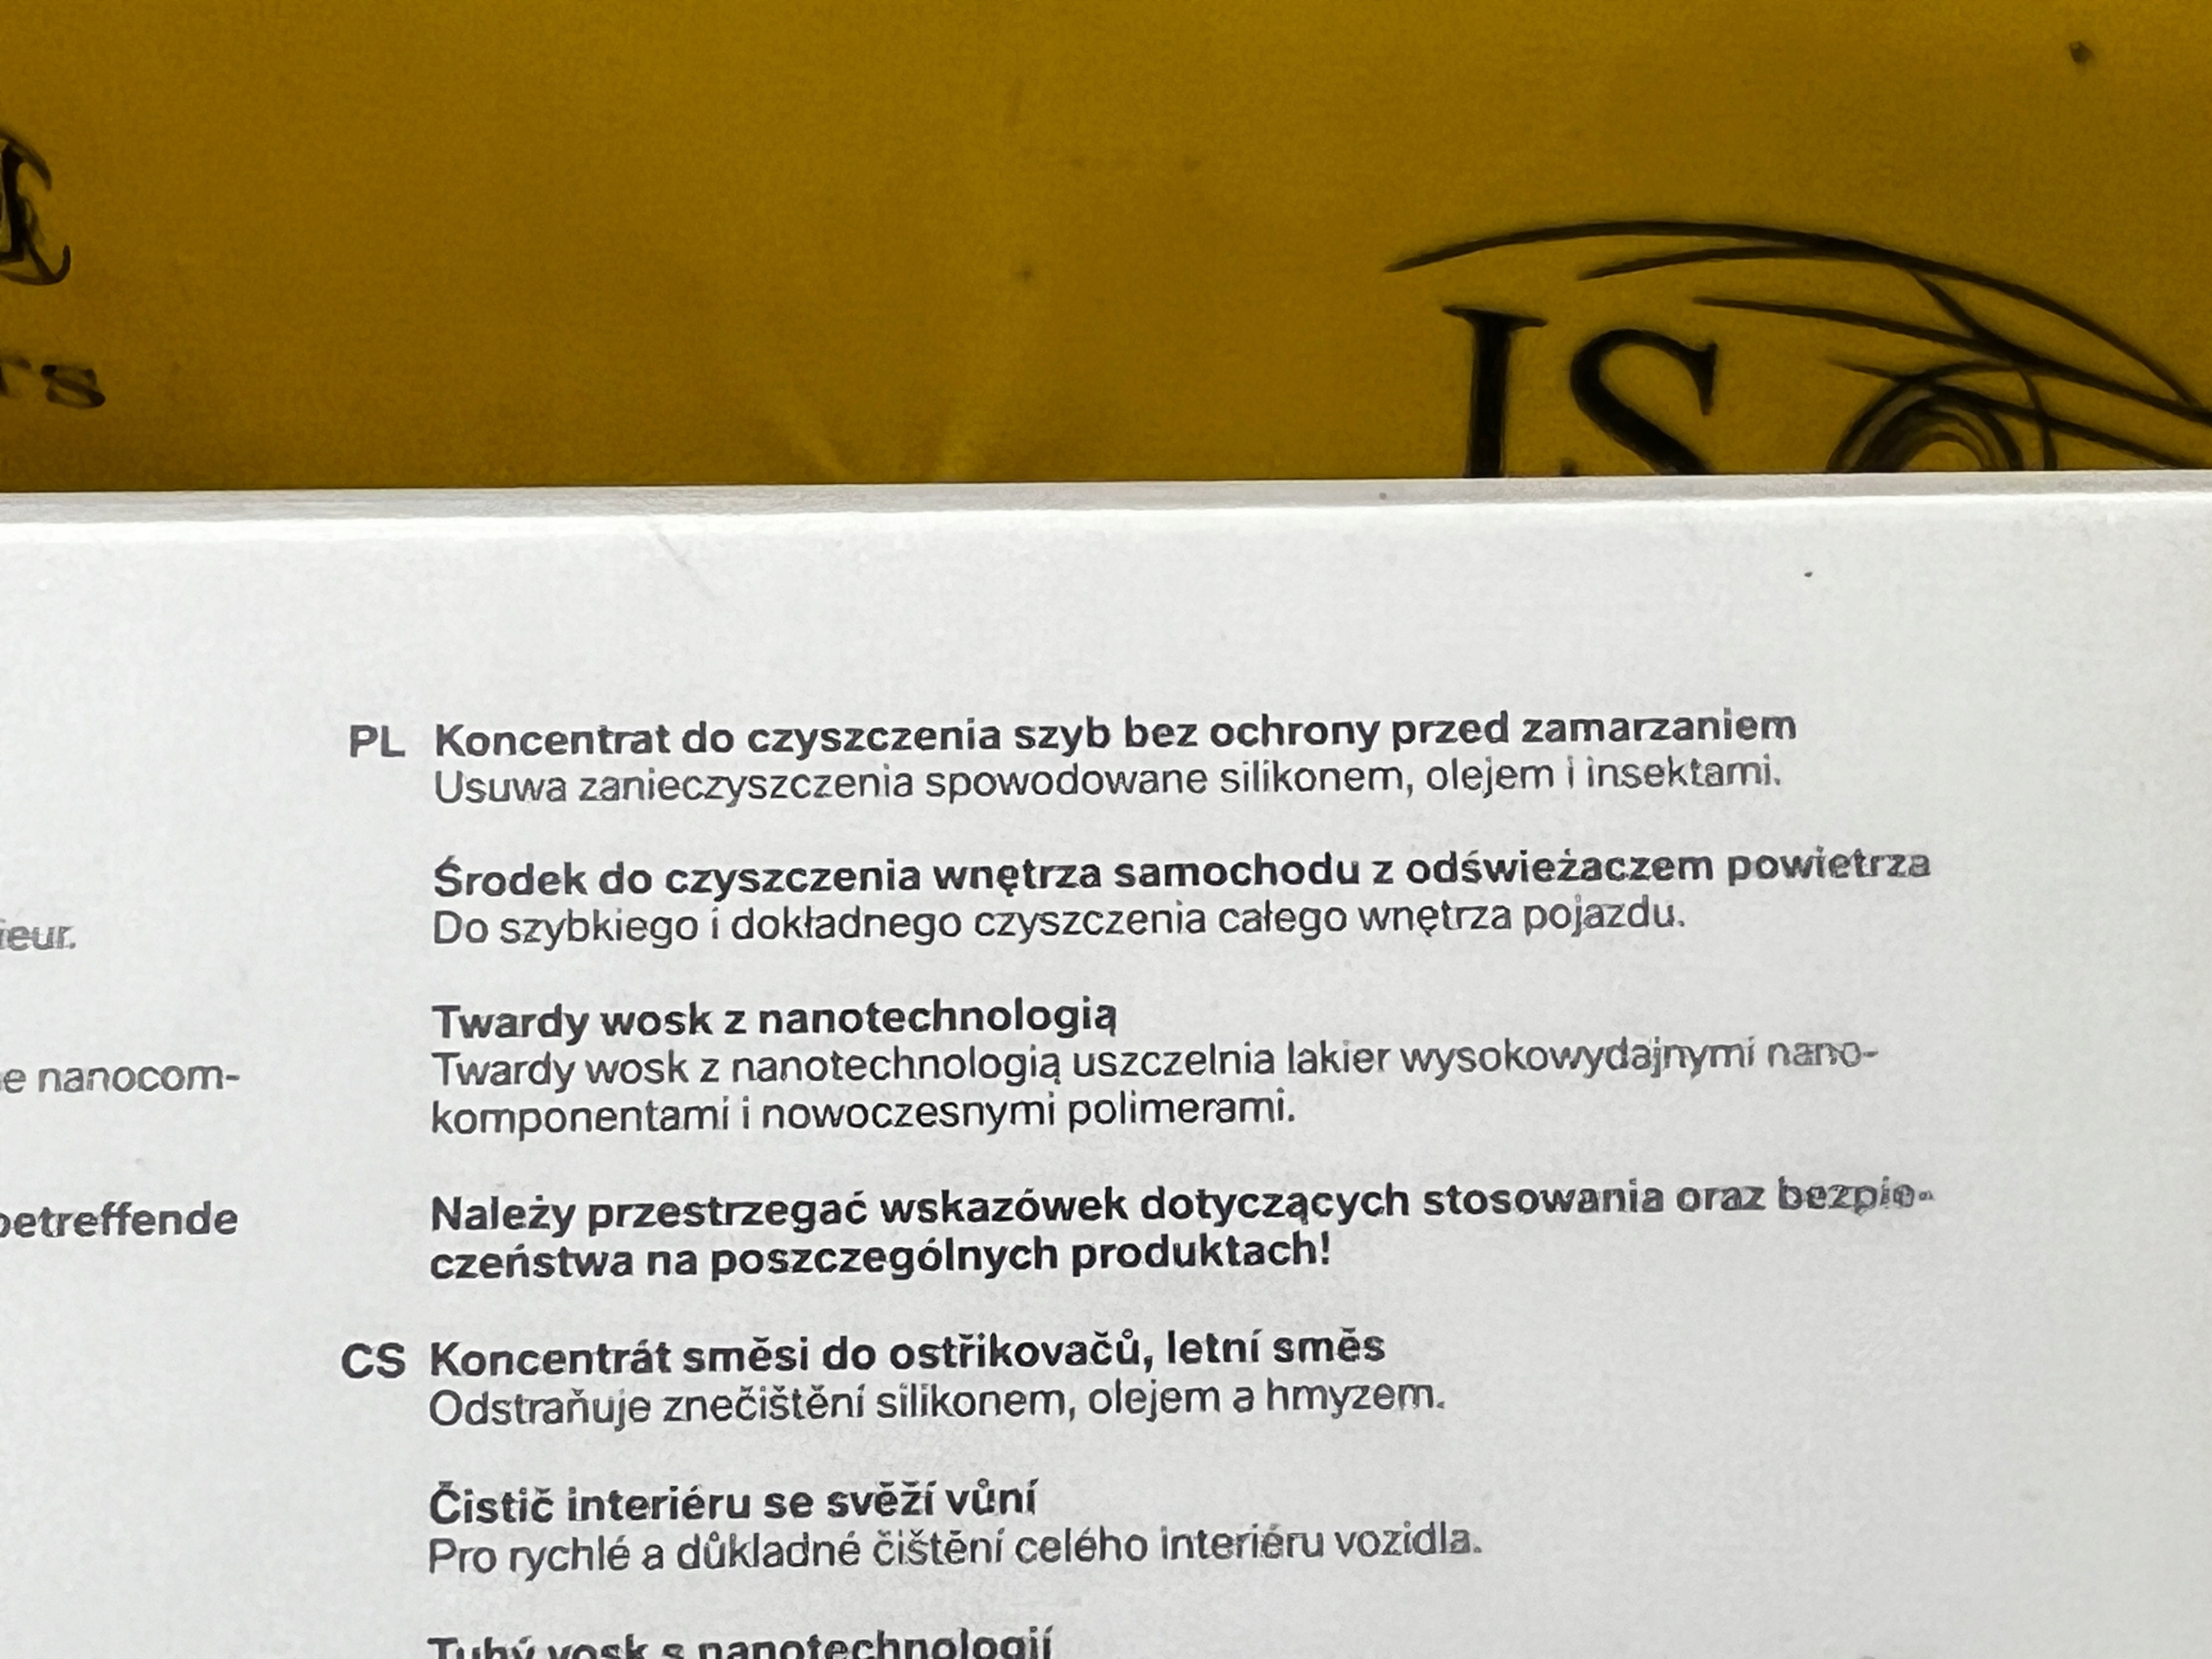 rs
IS
ieur.
e nanocom-
betreffende
PL Koncentrat do czyszczenia szyb bez ochrony przed zamarzaniem
Usuwa zanieczyszczenia spowodowane silikonem, olejem i insektami.
Środek do czyszczenia wnętrza samochodu z odświeżaczem powietrza
Do szybkiego i dokładnego czyszczenia całego wnętrza pojazdu.
Twardy wosk z nanotechnologią
Twardy wosk z nanotechnologią uszczelnia lakier wysokowydajnymi nano-
komponentami i nowoczesnymi polimerami.
Należy przestrzegać wskazówek dotyczących stosowania oraz bezpie-
czeństwa na poszczególnych produktach!
CS Koncentrát směsi do ostřikovačů, letní směs
Odstraňuje znečištění silikonem, olejem a hmyzem.
Čistič interiéru se svěží vůní
Pro rychlé a důkladné čištění celého interiéru vozidla.
Tuhý vosk s nanotechnologií